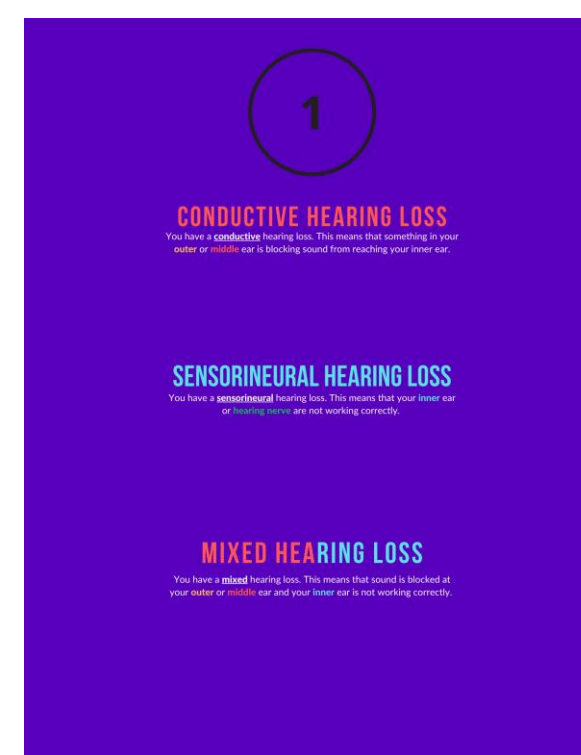 1
CONDUCTIVE HEARING LOSS
You have a conductive hearing loss. This means that something in your
outer or middle ear is blocking sound from reaching your inner ear.
SENSORINEURAL HEARING LOSS
You have a sensorineural hearing loss. This means that your inner ear
or hearing nerve are not working correctly.
MIXED HEARING LOSS
You have a mixed hearing loss. This means that sound is blocked at
your outer or middle ear and your inner ear is not working correctly.